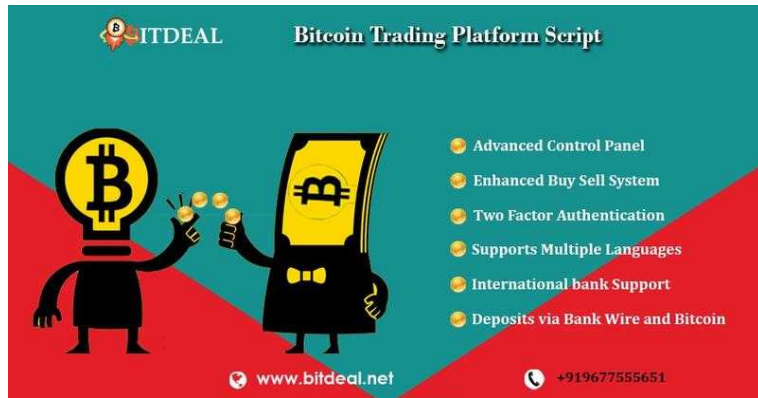 BITDEAL
Bitcoin Trading Platform Script
Advanced Control Panel
Enhanced Buy Sell System
Two Factor Authentication
Supports Multiple Languages
International bank Support
Deposits via Bank Wire and Bitcoin
www.bitdeal.net
+919677555651